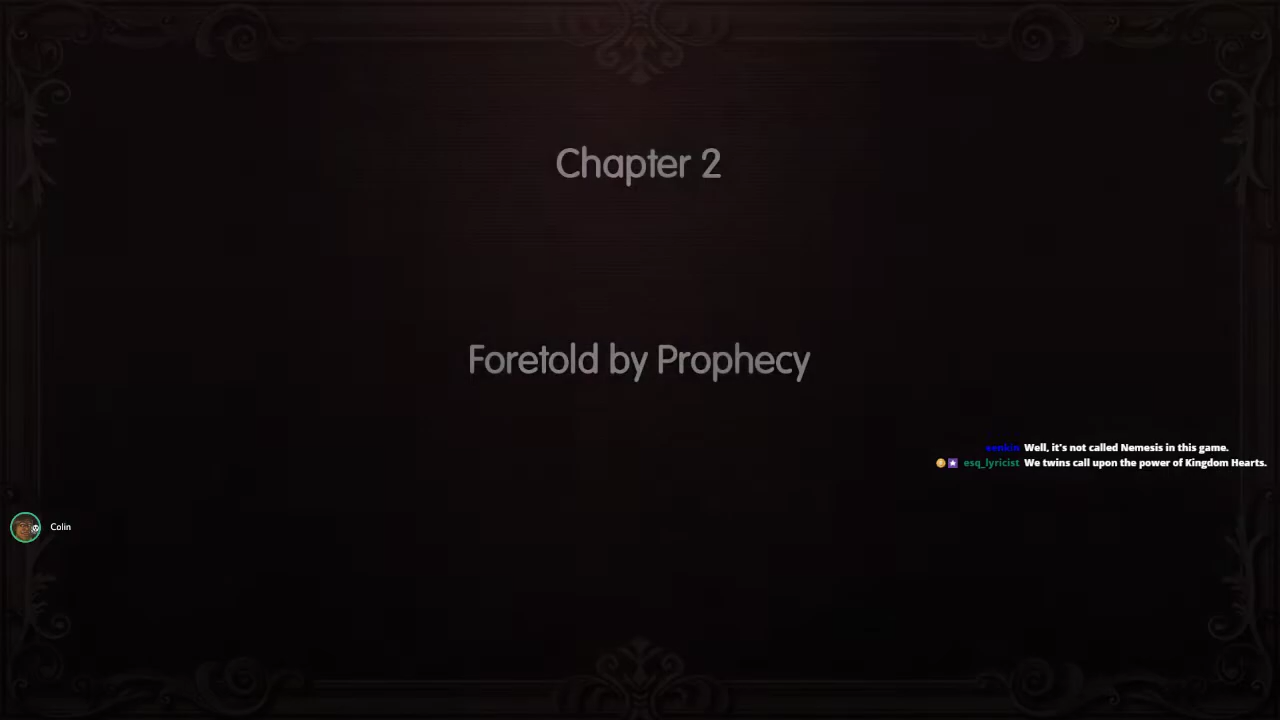 Chapter 2
Foretold by Prophecy
senkin Well, it's not called Nemesis in this game.
esq_lyricist We twins call upon the power of Kingdom Hearts.
Colin